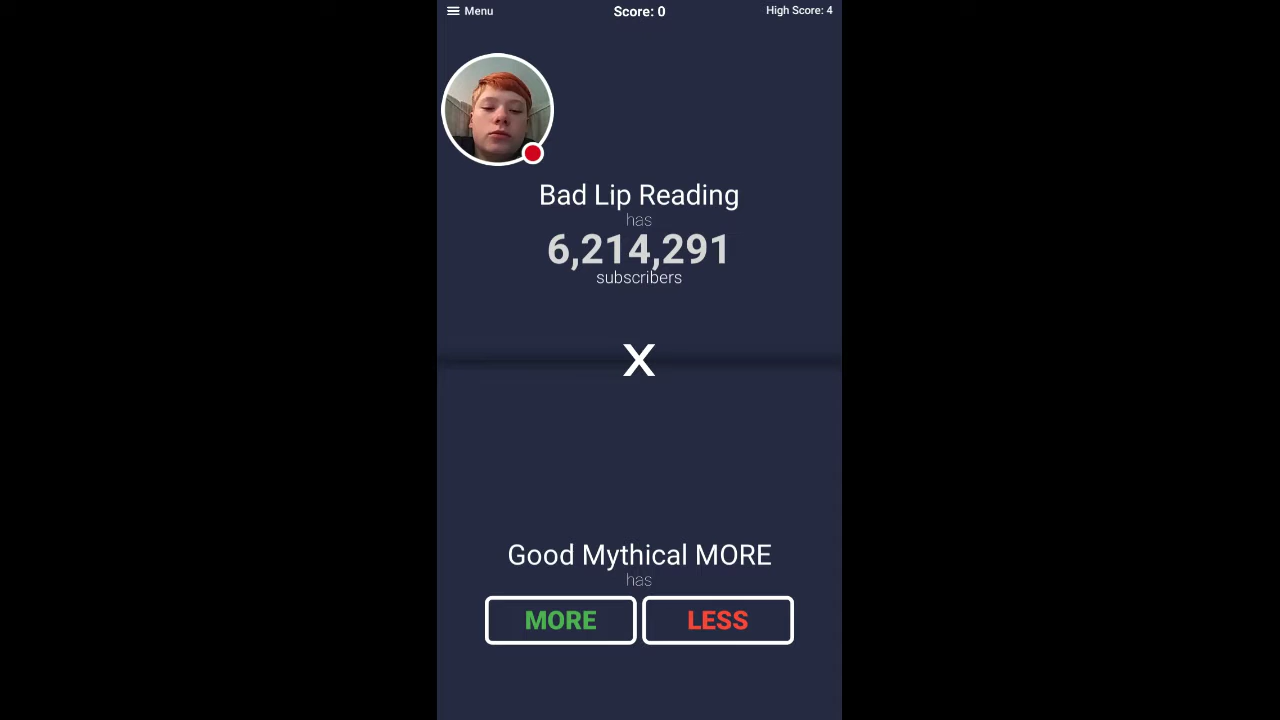 Menu
Score: 0
High Score: 4
Bad Lip Reading
has
6,214,291
subscribers
X
Good Mythical MORE
has
MORE
LESS